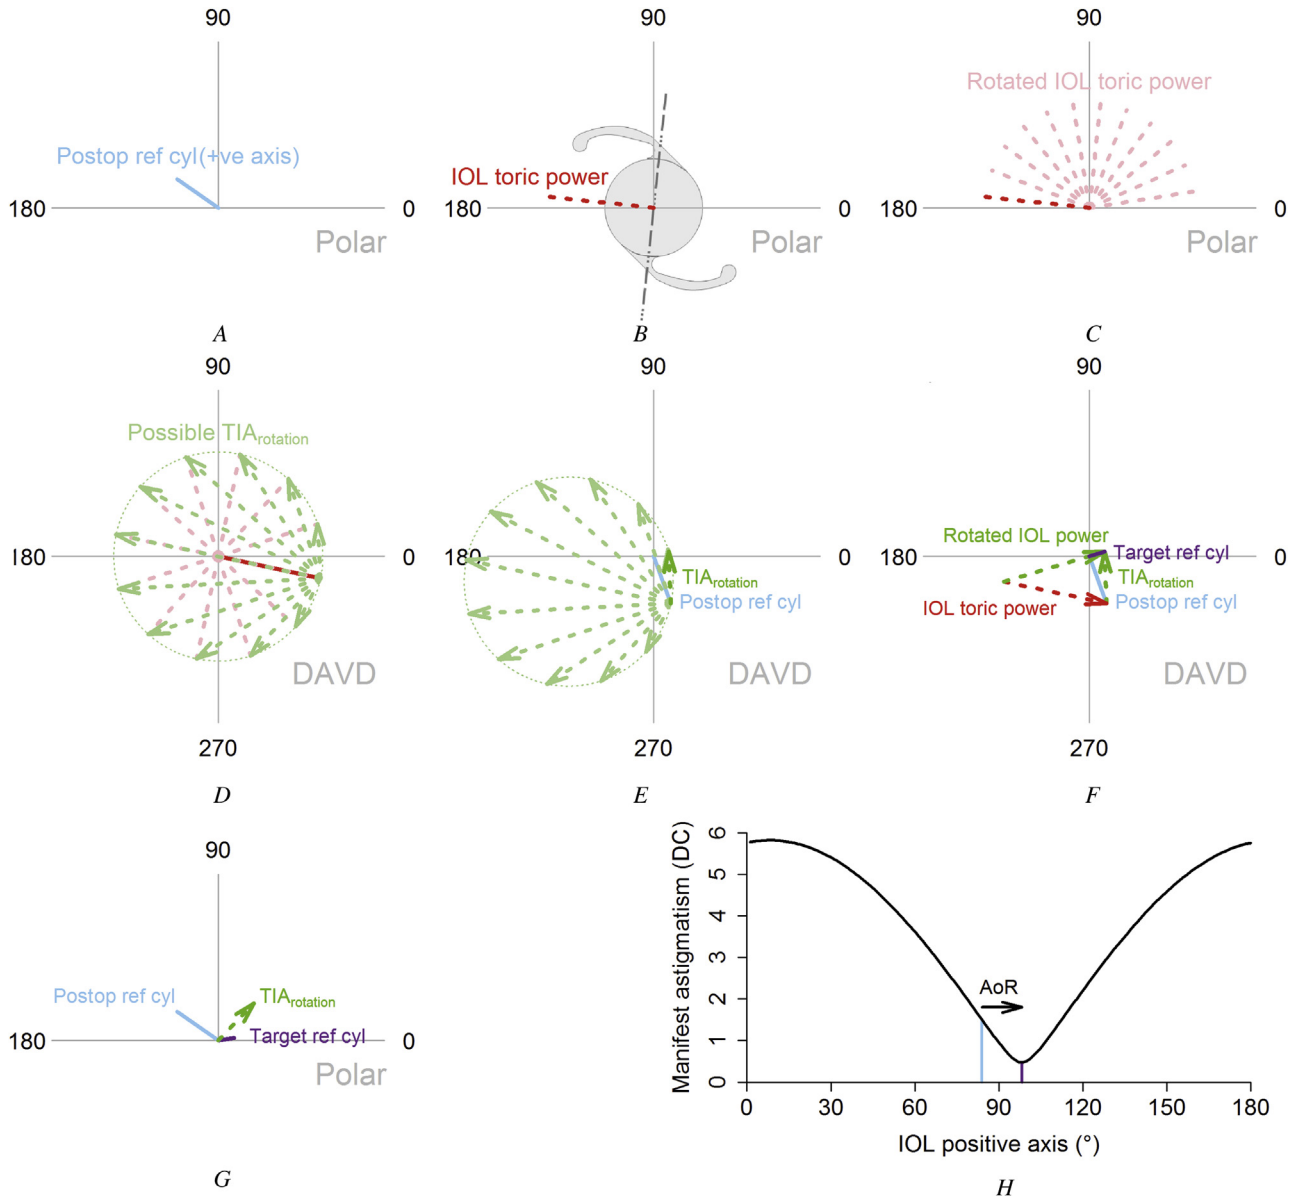 90
Postop ref cyl(+ve axis)
180
0
Polar
A
90
IOL toric power
180
0
Polar
B
90
Rotated IOL toric power
180
0
Polar
C
90
Possible TIArotation
180
0
DAVD
270
D
90
180
0
TIArotation
Postop ref cyl
DAVD
270
E
90
Rotated IOL power
180
0
Target ref cyl
TIArotation
IOL toric power
Postop ref cyl
DAVD
270
F
90
Postop ref cyl
TIArotation
Target ref cyl
180
0
Polar
G
Manifest astigmatism (DC)
6
5
4
3
2
1
0
AoR
0
30
60
90
120
150
180
IOL positive axis (°)
H